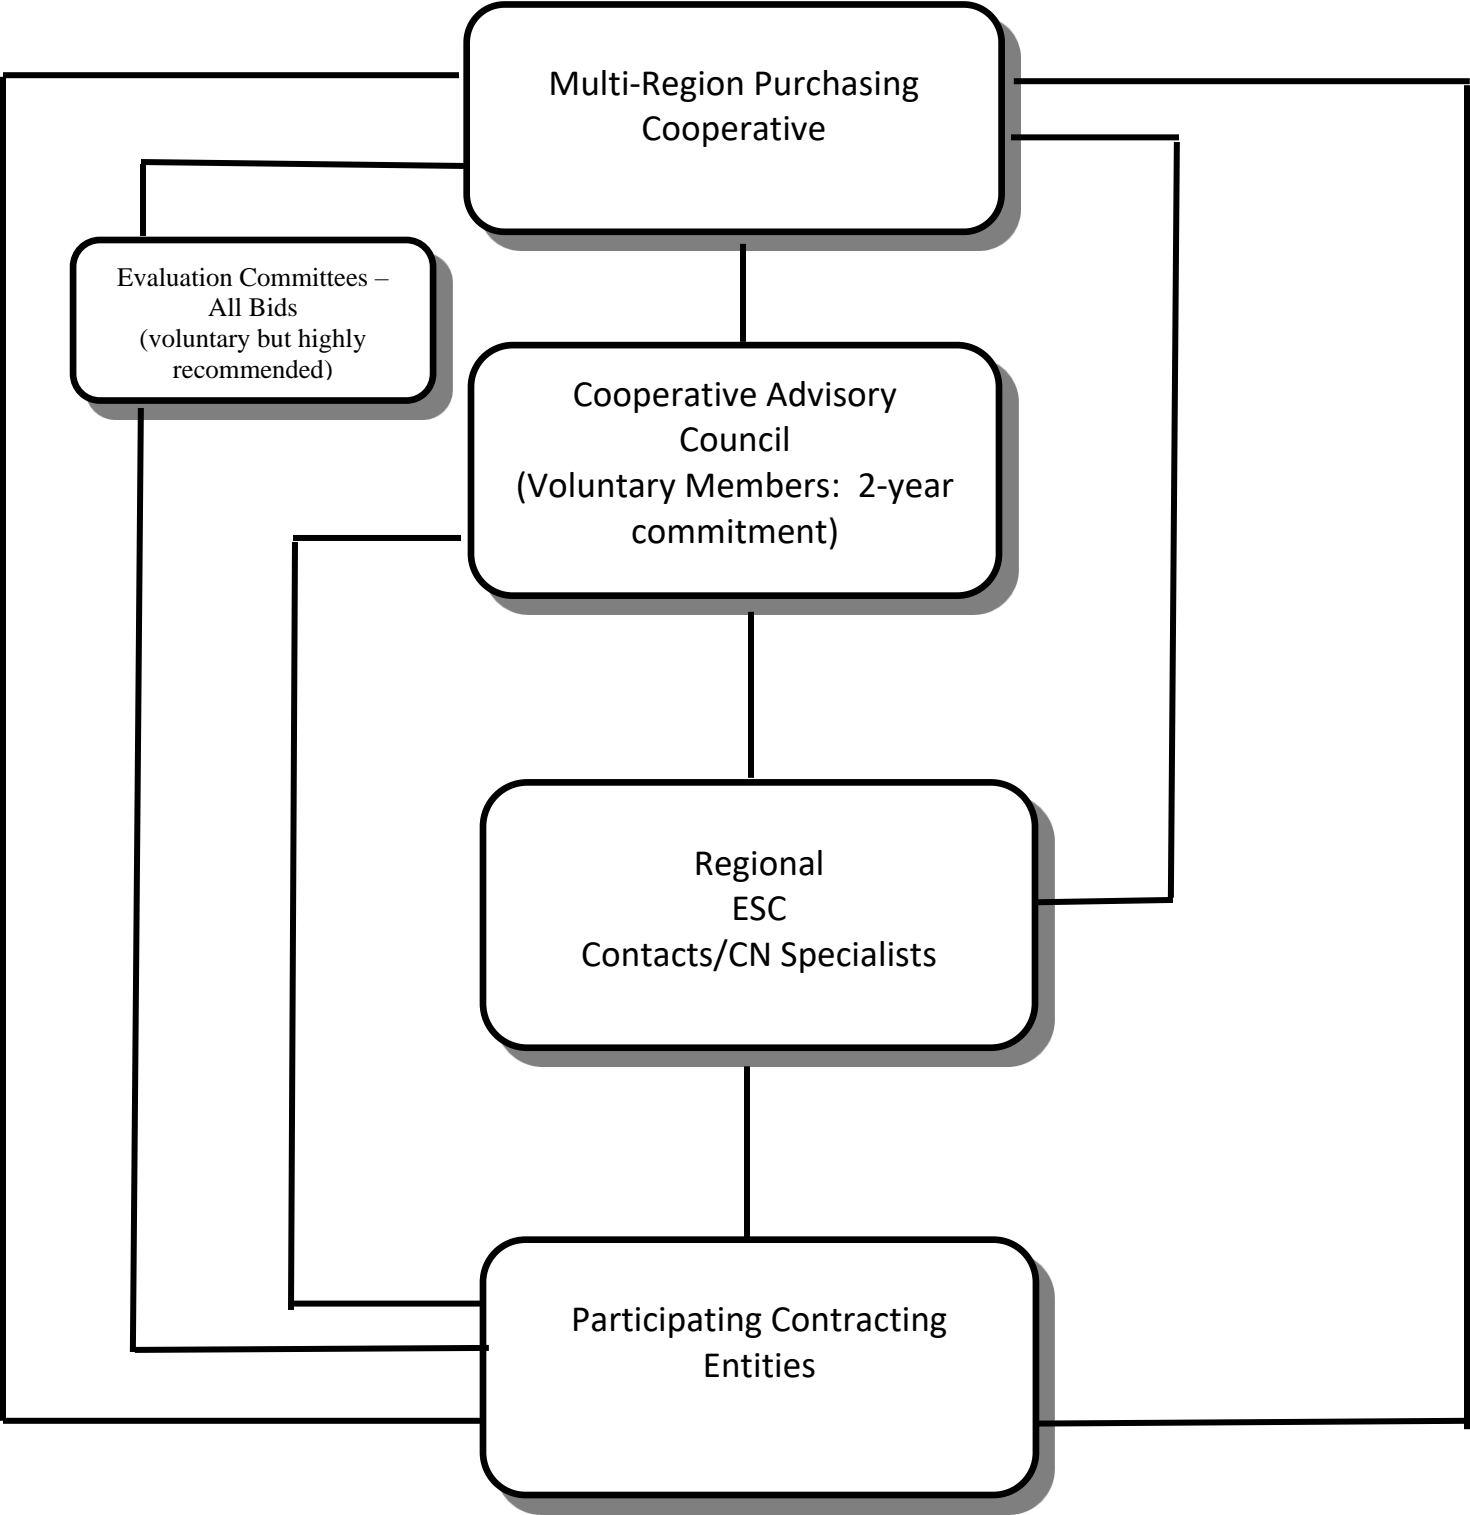 Multi-Region Purchasing
Cooperative
Evaluation Committees –
All Bids
(voluntary but highly
recommended)
Cooperative Advisory
Council
(Voluntary Members:  2-year
commitment)
Regional
ESC
Contacts/CN Specialists
Participating Contracting
Entities